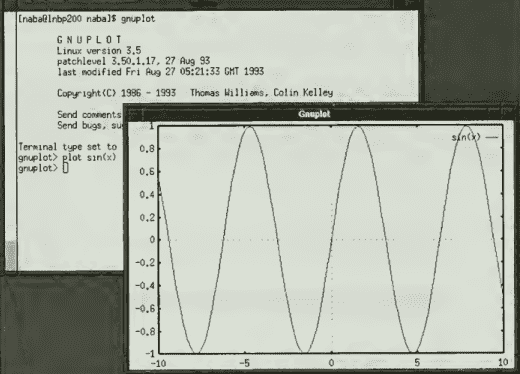 [naba@lnbp200 naba]$ gnuplot
G N U P L O T
Linux version 3.5
patchlevel 3.50.1.17, 27 Aug 93
last modified Fri Aug 27 05:21:33 GMT 1993
Copyright(C) 1986 - 1993 Thomas Williams, Colin Kelley
Send comments
Send bugs,
Terminal type set to
gnuplot> plot sin(x)
gnuplot>
Gnuplot
sin(x)
1
0.8
0.6
0.4
0.2
0
-0.2
-0.4
-0.6
-0.8
-1
-10 -5 0 5 10